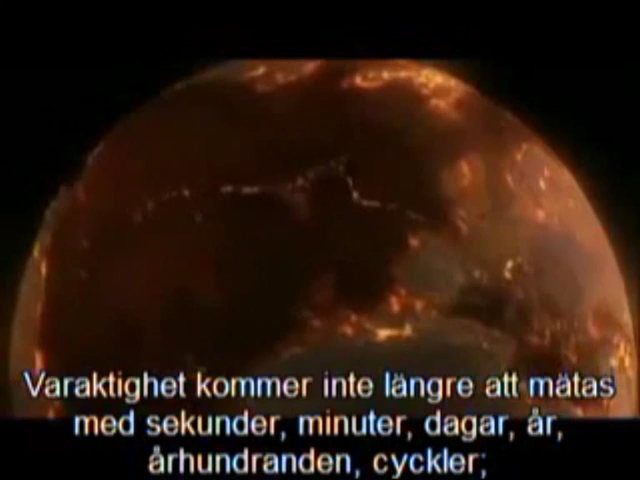 Varaktighet kommer inte längre att mätas
med sekunder, minuter, dagar, år,
århundranden, cyckler;